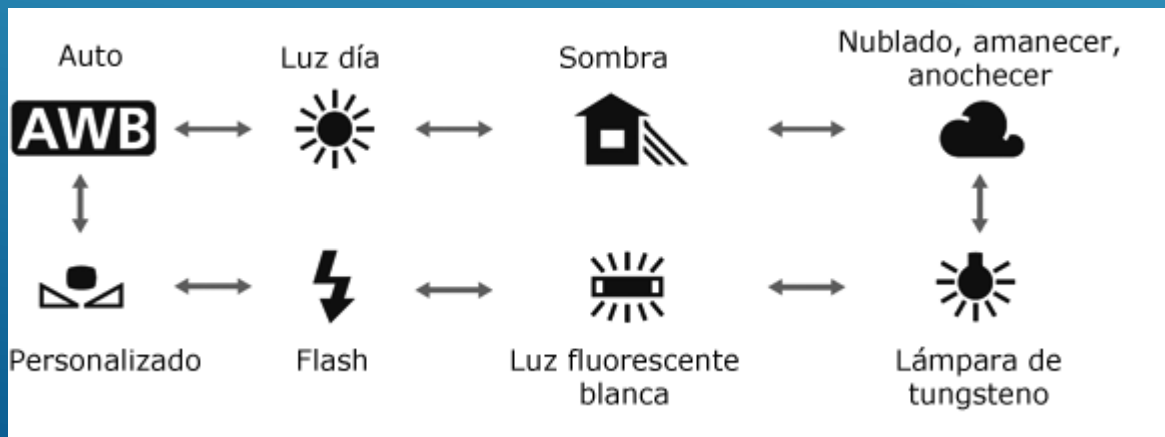 Auto
Luz día
Sombra
Nublado, amanecer,
anochecer
AWB
Personalizado
Flash
Luz fluorescente
blanca
Lámpara de
tungsteno